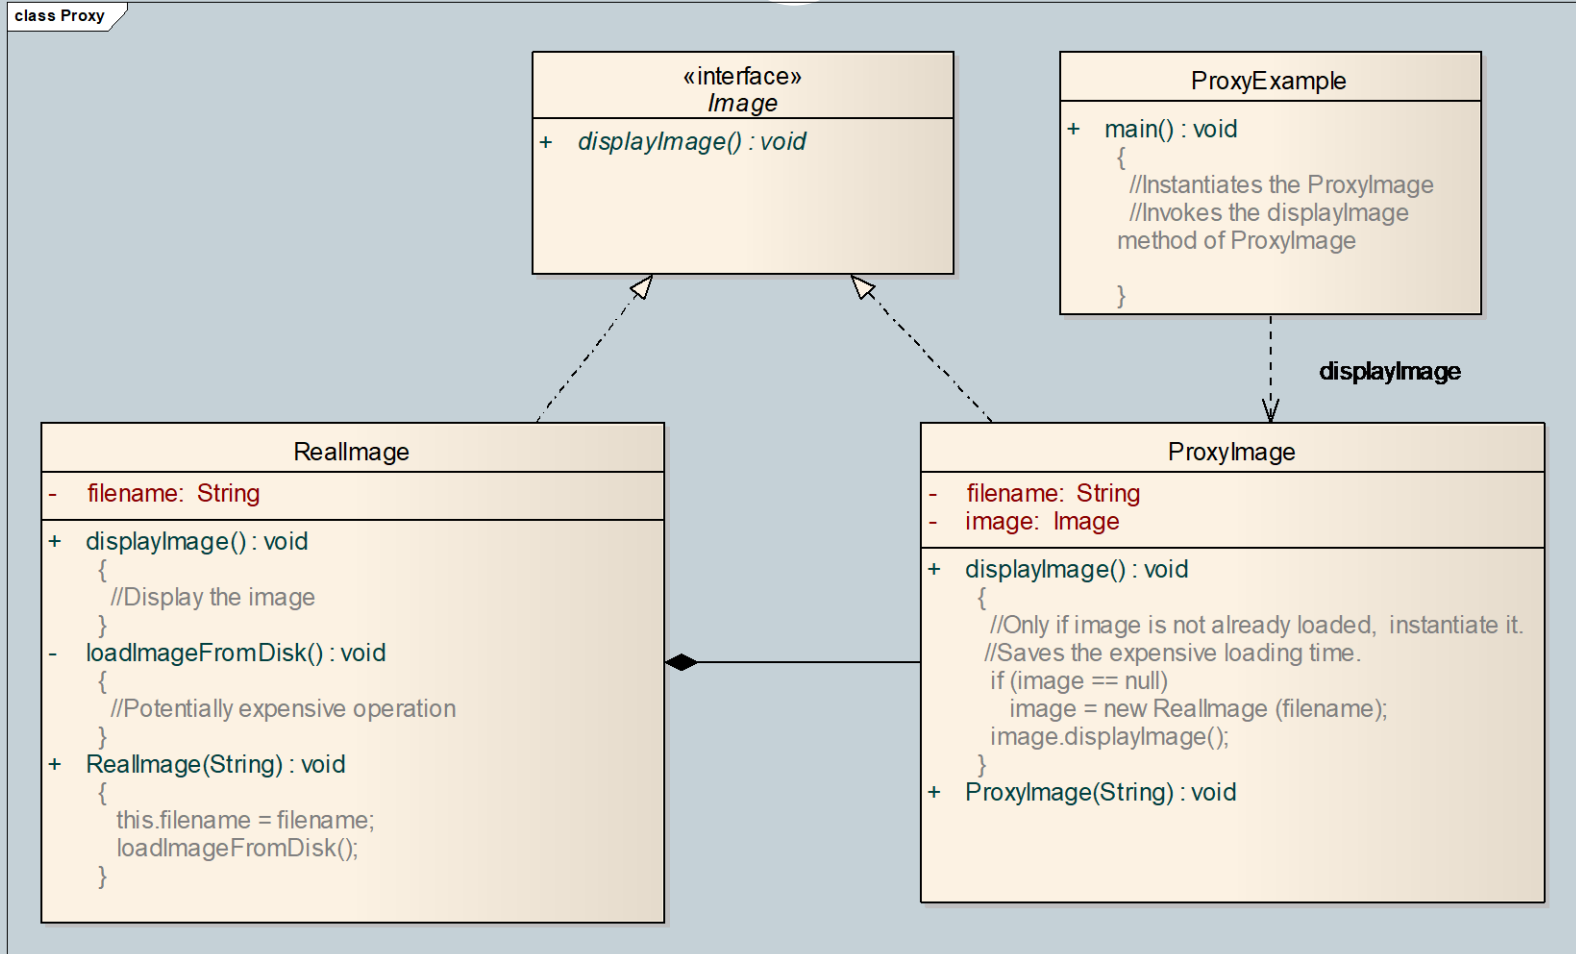 class Proxy
«interface»
Image
+ displayImage() : void
ProxyExample
+ main() : void
{
//Instantiates the ProxyImage
//Invokes the displayImage
method of ProxyImage
}
displayImage
RealImage
- filename: String
+ displayImage() : void
{
//Display the image
}
- loadImageFromDisk() : void
{
//Potentially expensive operation
}
+ RealImage(String) : void
{
this.filename = filename;
loadImageFromDisk();
}
ProxyImage
- filename: String
- image: Image
+ displayImage() : void
{
//Only if image is not already loaded, instantiate it.
//Saves the expensive loading time.
if (image == null)
image = new RealImage (filename);
image.displayImage();
}
+ ProxyImage(String) : void